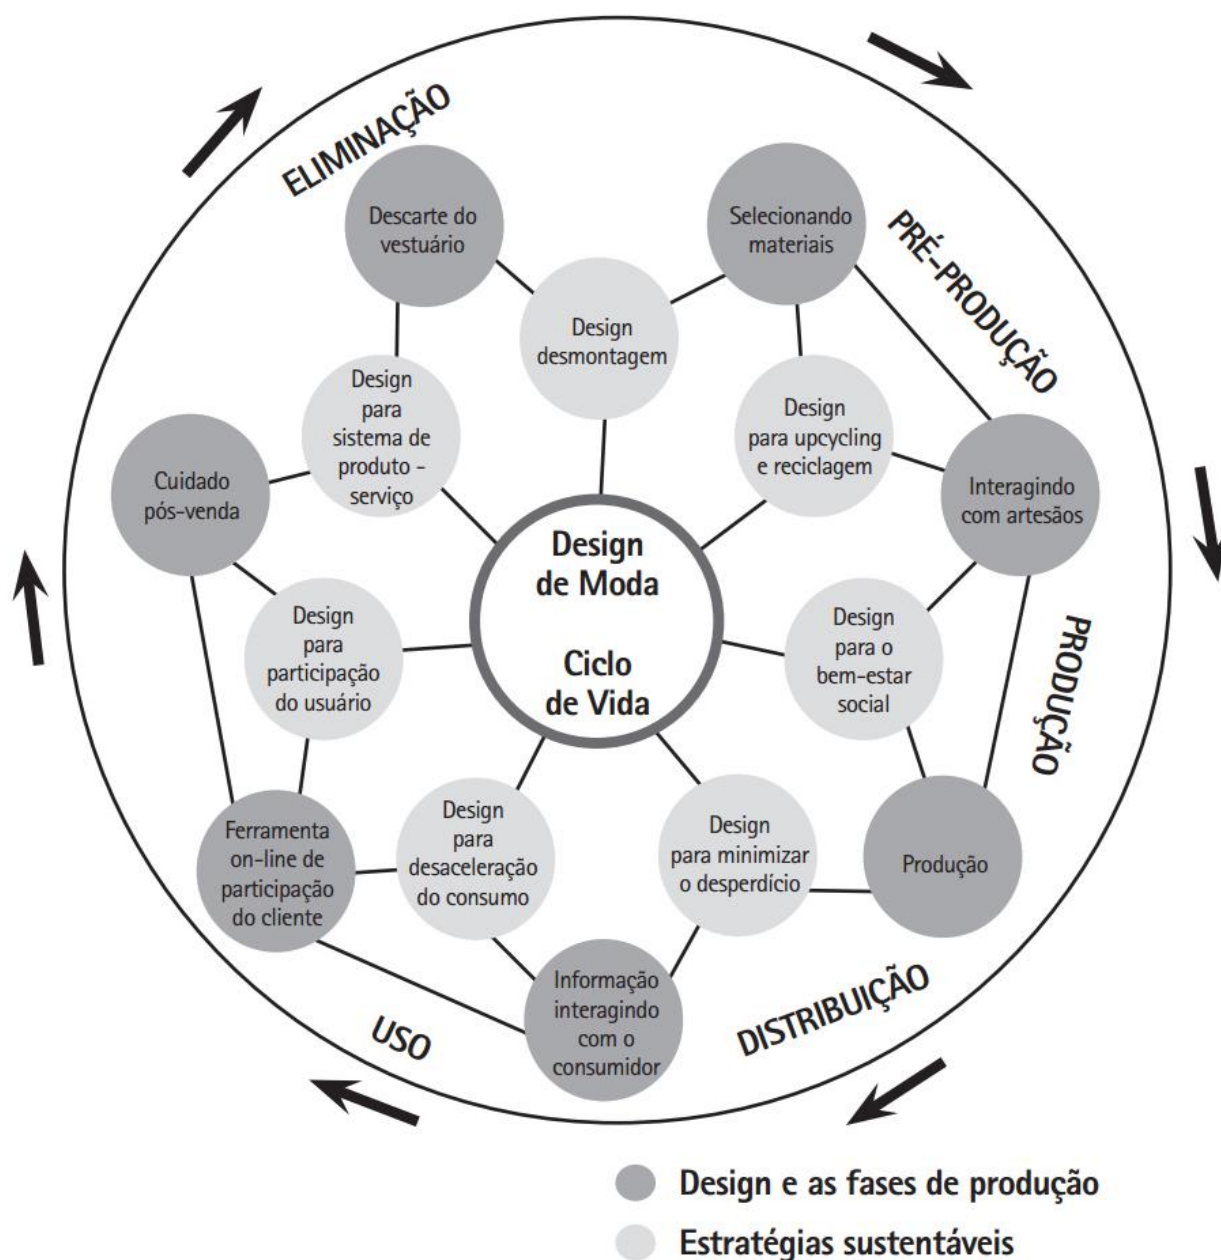 ELIMINAÇÃO
Descarte do
vestuário
Selecionando
materiais
PRÉ-PRODUÇÃO
Design
desmontagem
Design
para
sistema de
produto -
serviço
Design
para upcycling
e reciclagem
Cuidado
pós-venda
Interagindo
com artesãos
Design
de Moda
Ciclo
de Vida
Design
para
participação
do usuário
Design
para o
bem-estar
social
PRODUÇÃO
Ferramenta
on-line de
participação
do cliente
Design
para
desaceleração
do consumo
Design
para minimizar
o desperdício
Produção
Informação
interagindo
com o
consumidor
USO
DISTRIBUIÇÃO
Design e as fases de produção
Estratégias sustentáveis